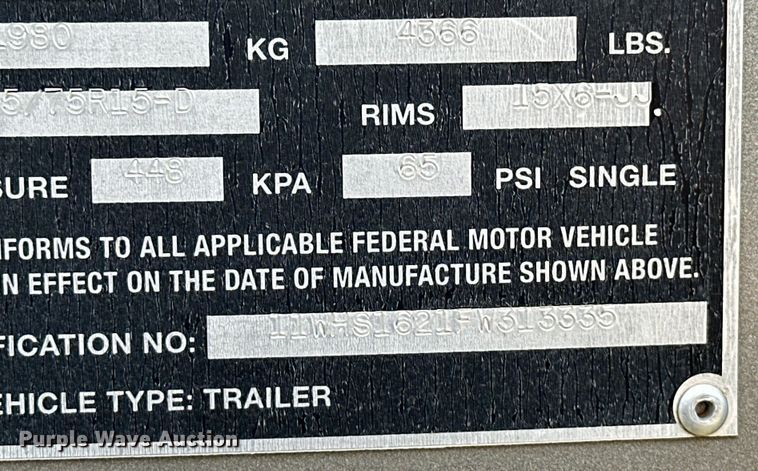 1980 KG 4366 LBS.
5/75R15-D RIMS 15X6-JJ.
SURE 448 KPA 65 PSI SINGLE
NFORMS TO ALL APPLICABLE FEDERAL MOTOR VEHICLE
N EFFECT ON THE DATE OF MANUFACTURE SHOWN ABOVE.
FICATION NO: 11WHS1621FW313335
EHICLE TYPE: TRAILER
Purple Wave Auction